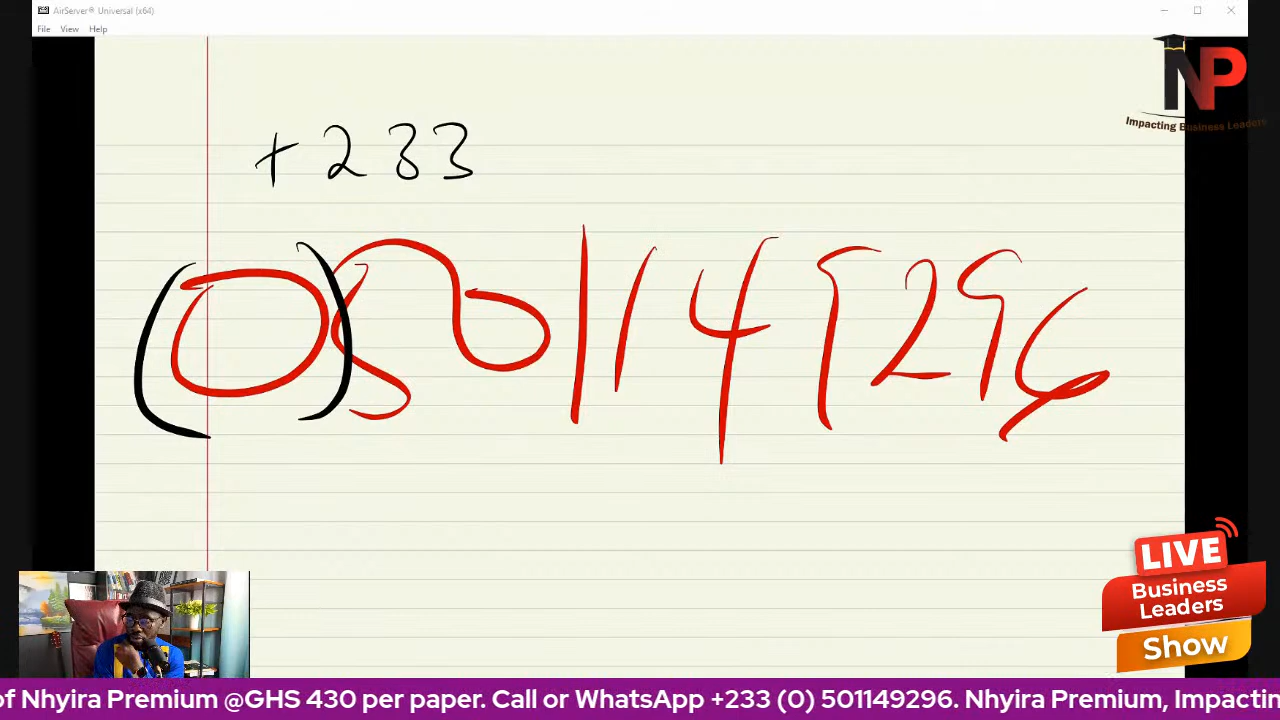 AirServer® Universal (x64)
File View Help
NP
Impacting Business Leaders
+233
(0)501149296
LIVE
Business
Leaders
Show
of Nhyira Premium @GHS 430 per paper. Call or WhatsApp +233 (0) 501149296. Nhyira Premium, Impactin